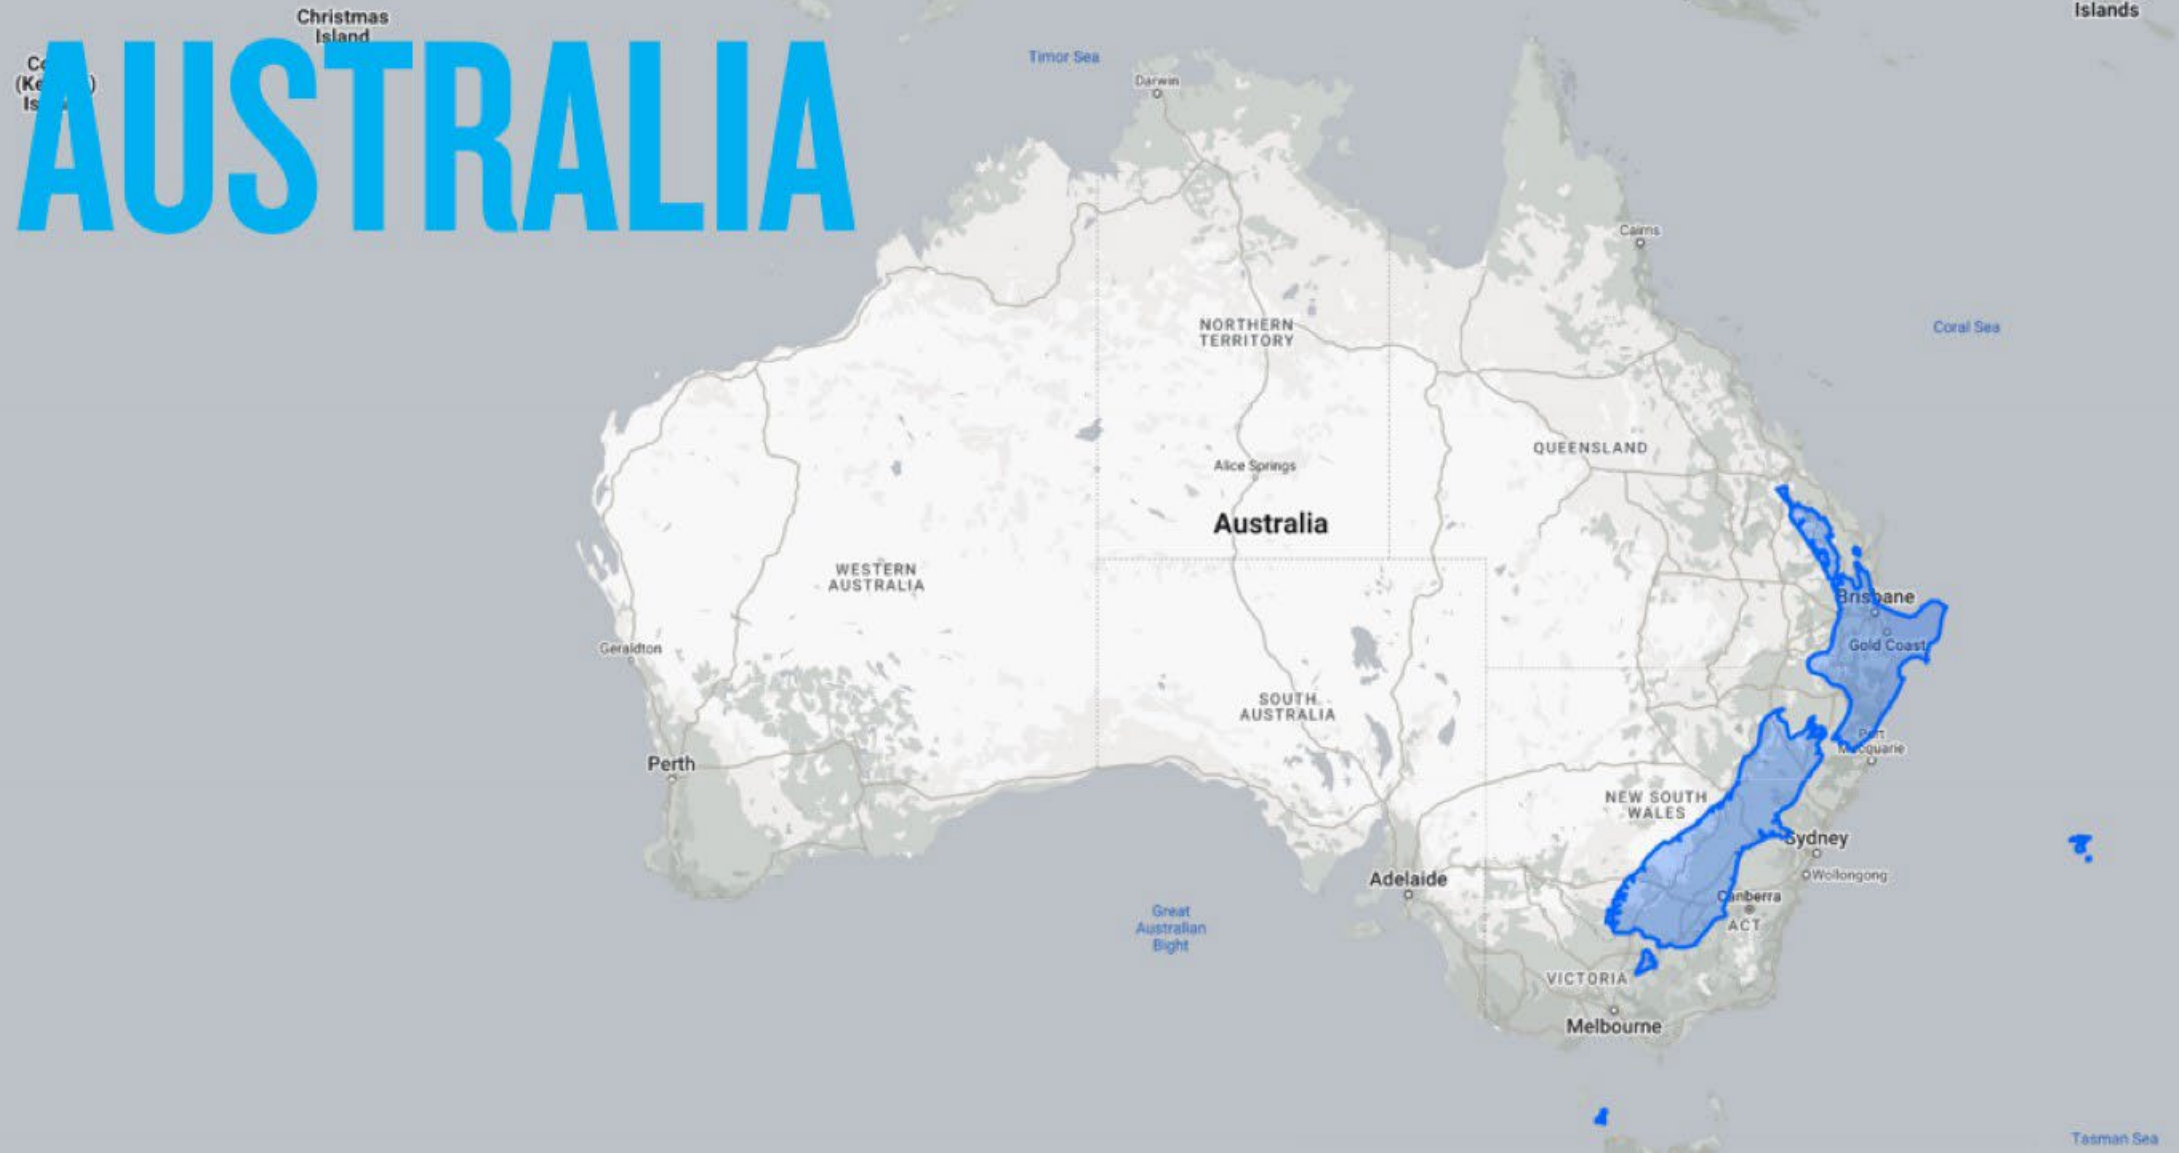 Christmas
Island
Islands
AUSTRALIA
Timor Sea
Darwin
Cairns
Coral Sea
NORTHERN
TERRITORY
QUEENSLAND
Alice Springs
Australia
WESTERN
AUSTRALIA
Brisbane
Gold Coast
Geraldton
SOUTH
AUSTRALIA
Port
Macquarie
Perth
NEW SOUTH
WALES
Sydney
Wollongong
Adelaide
Canberra
ACT
Great
Australian
Bight
VICTORIA
Melbourne
Tasman Sea